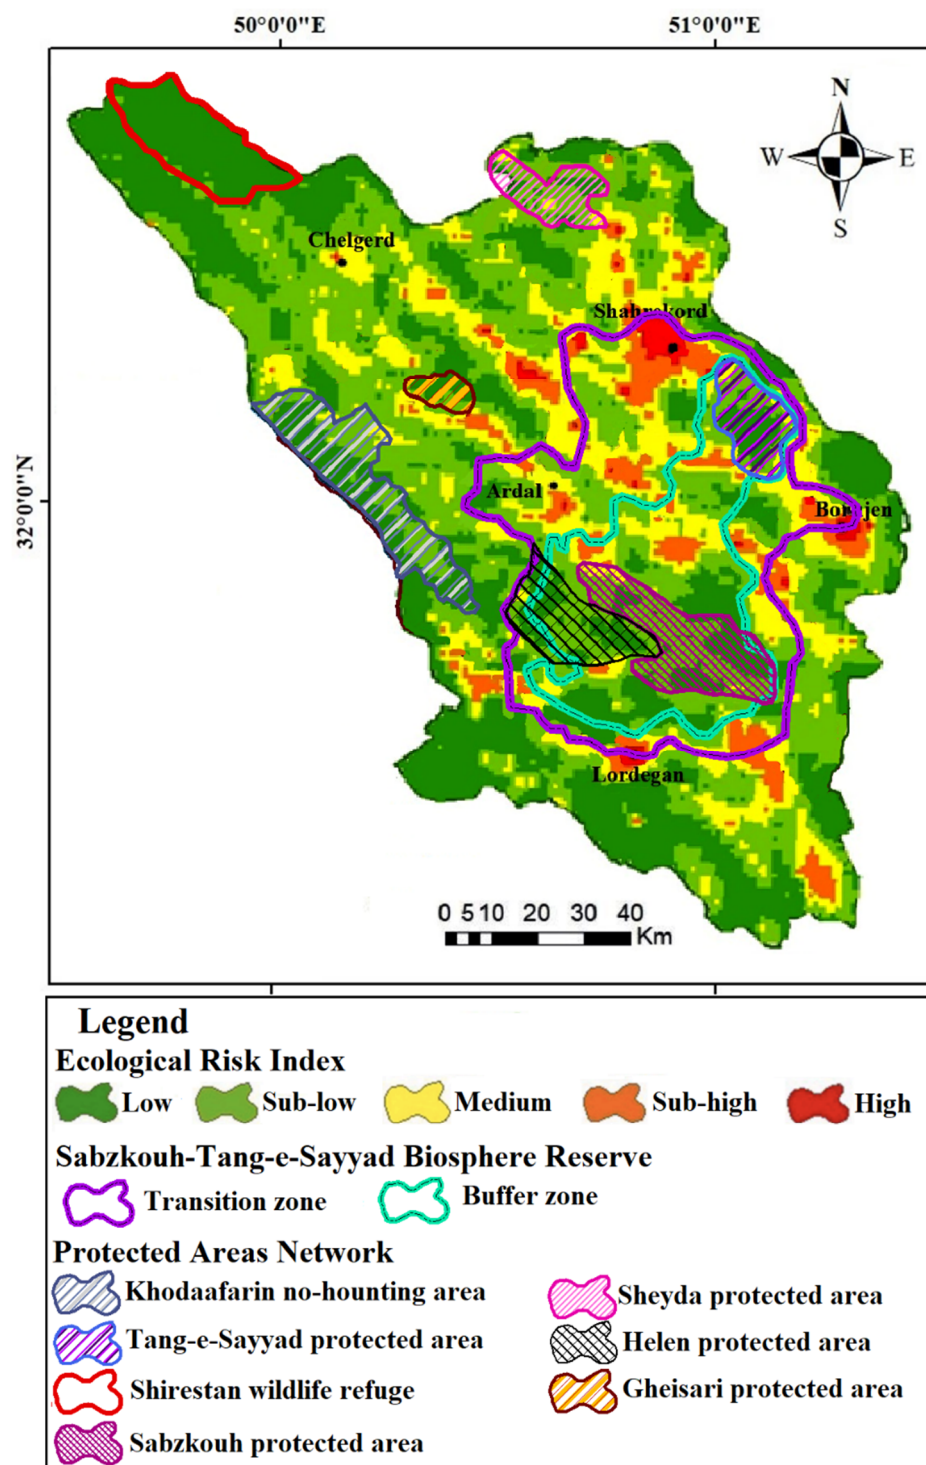 50°0'0"E 51°0'0"E
N
W E
S
Chelgerd
Shahrekord
32°0'0"N
Ardal
Borujen
Lordegan
0 5 10 20 30 40
Km
Legend
Ecological Risk Index
Low Sub-low Medium Sub-high High
Sabzkouh-Tang-e-Sayyad Biosphere Reserve
Transition zone Buffer zone
Protected Areas Network
Khodaafarin no-hounting area Sheyda protected area
Tang-e-Sayyad protected area Helen protected area
Shirestan wildlife refuge Gheisari protected area
Sabzkouh protected area